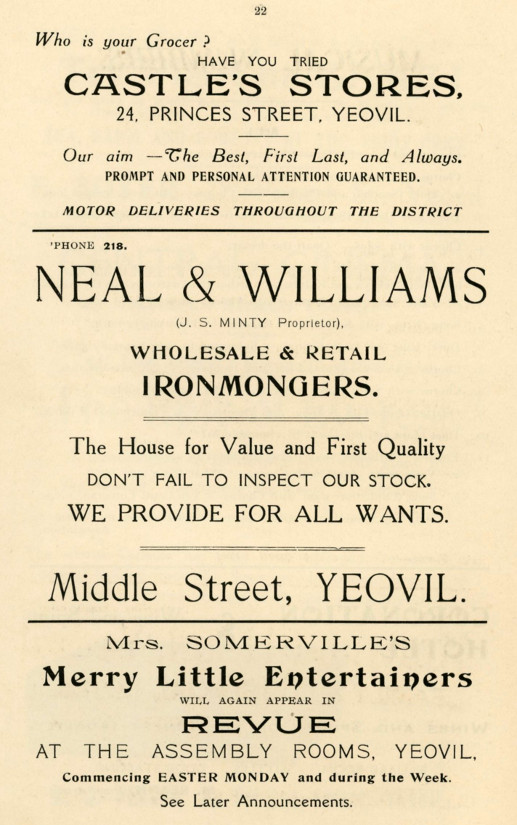 22
Who is your Grocer ?
HAVE YOU TRIED
CASTLE'S STORES,
24, PRINCES STREET, YEOVIL.
Our aim —The Best, First Last, and Always.
PROMPT AND PERSONAL ATTENTION GUARANTEED.
MOTOR DELIVERIES THROUGHOUT THE DISTRICT
'PHONE 218.
NEAL & WILLIAMS
(J. S. MINTY Proprietor),
WHOLESALE & RETAIL
IRONMONGERS.
The House for Value and First Quality
DON'T FAIL TO INSPECT OUR STOCK.
WE PROVIDE FOR ALL WANTS.
Middle Street, YEOVIL.
Mrs. SOMERVILLE'S
Merry Little Entertainers
WILL AGAIN APPEAR IN
REVUE
AT THE ASSEMBLY ROOMS, YEOVIL,
Commencing EASTER MONDAY and during the Week.
See Later Announcements.